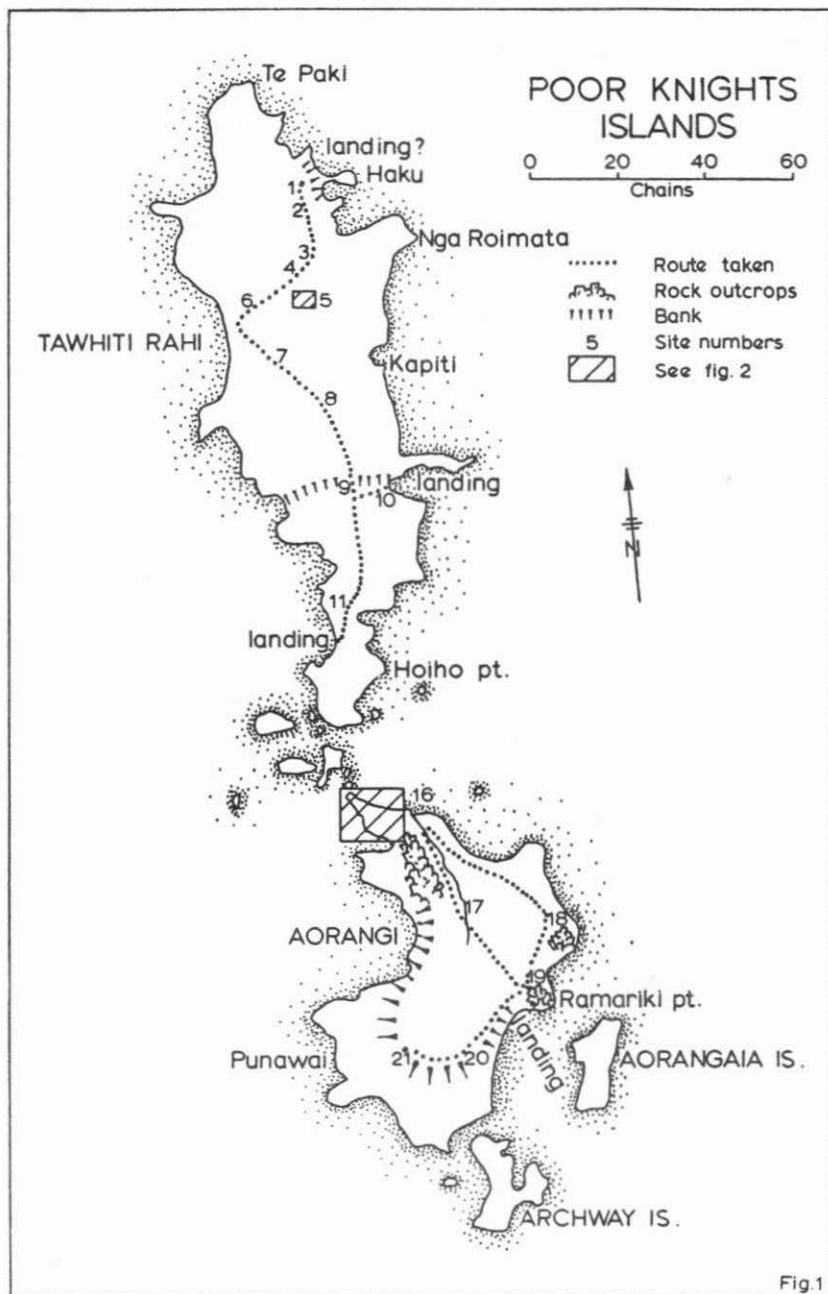 Te Paki
POOR KNIGHTS
ISLANDS
0 20 40 60
Chains
landing?
Haku
1
2
Nga Roimata
3
4
5
6
Route taken
Rock outcrops
Bank
5 Site numbers
See fig. 2
TAWHITI RAHI
7
Kapiti
8
9
landing
10
N
11
landing
Hoiho pt.
16
17
18
AORANGI
19
Ramariki pt.
landing
Punawai
21
20
AORANGAIA IS.
ARCHWAY IS.
Fig.1